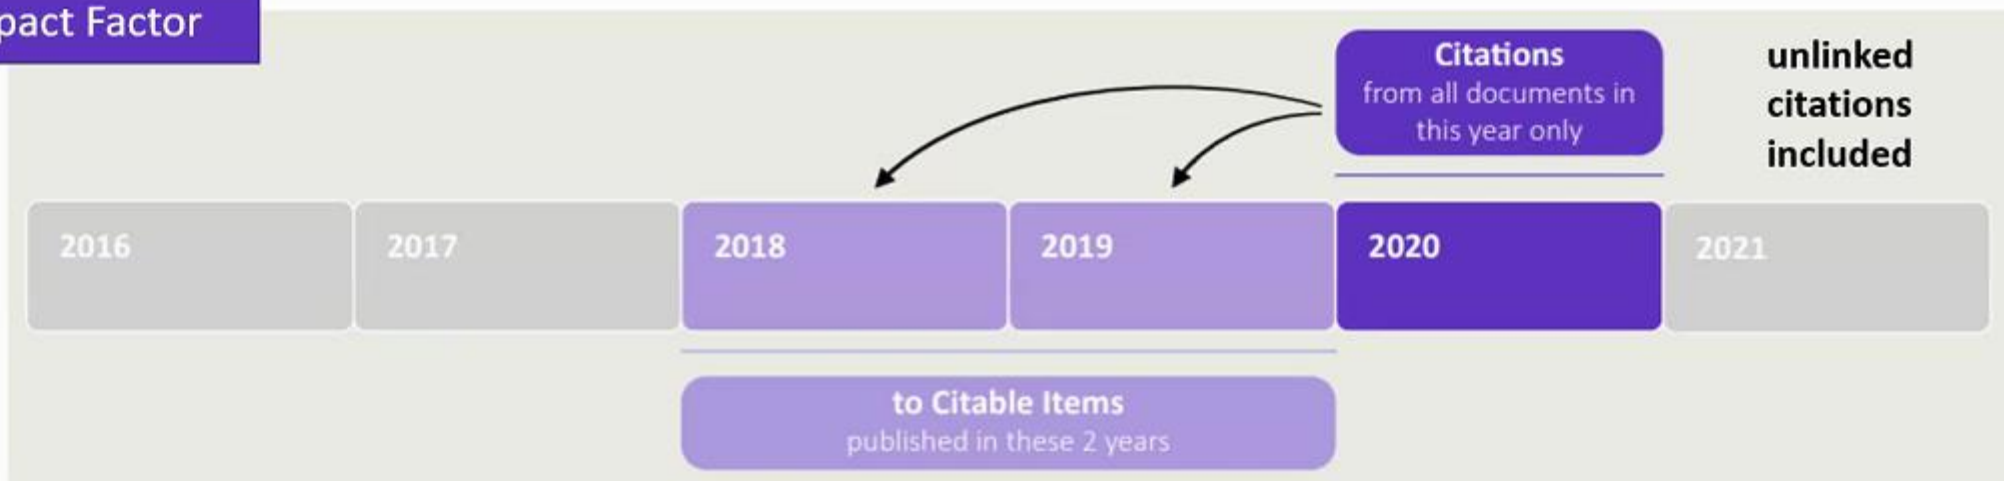 pact Factor
Citations
from all documents in
this year only
unlinked
citations
included
2016
2017
2018
2019
2020
2021
to Citable Items
published in these 2 years